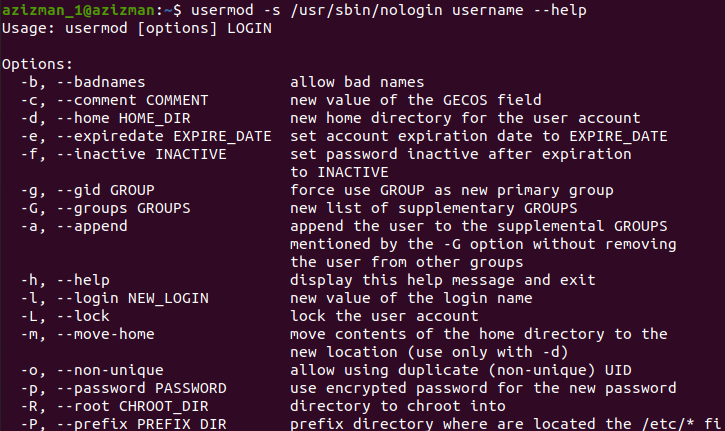 azizman_1@azizman:~$ usermod -s /usr/sbin/nologin username --help
Usage: usermod [options] LOGIN
Options:
-b, --badnames allow bad names
-c, --comment COMMENT new value of the GECOS field
-d, --home HOME_DIR new home directory for the user account
-e, --expiredate EXPIRE_DATE set account expiration date to EXPIRE_DATE
-f, --inactive INACTIVE set password inactive after expiration
to INACTIVE
-g, --gid GROUP force use GROUP as new primary group
-G, --groups GROUPS new list of supplementary GROUPS
-a, --append append the user to the supplemental GROUPS
mentioned by the -G option without removing
the user from other groups
-h, --help display this help message and exit
-l, --login NEW_LOGIN new value of the login name
-L, --lock lock the user account
-m, --move-home move contents of the home directory to the
new location (use only with -d)
-o, --non-unique allow using duplicate (non-unique) UID
-p, --password PASSWORD use encrypted password for the new password
-R, --root CHROOT_DIR directory to chroot into
-P, --prefix PREFIX_DIR prefix directory where are located the /etc/* fi